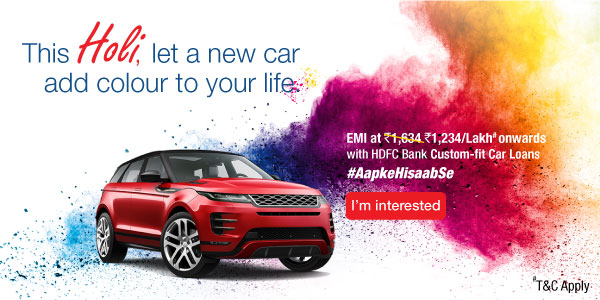 This Holi, let a new car
add colour to your life.
EMI at ₹1,634 ₹1,234/Lakh# onwards
with HDFC Bank Custom-fit Car Loans
#AapkeHisaabSe
I'm interested
#T&C Apply